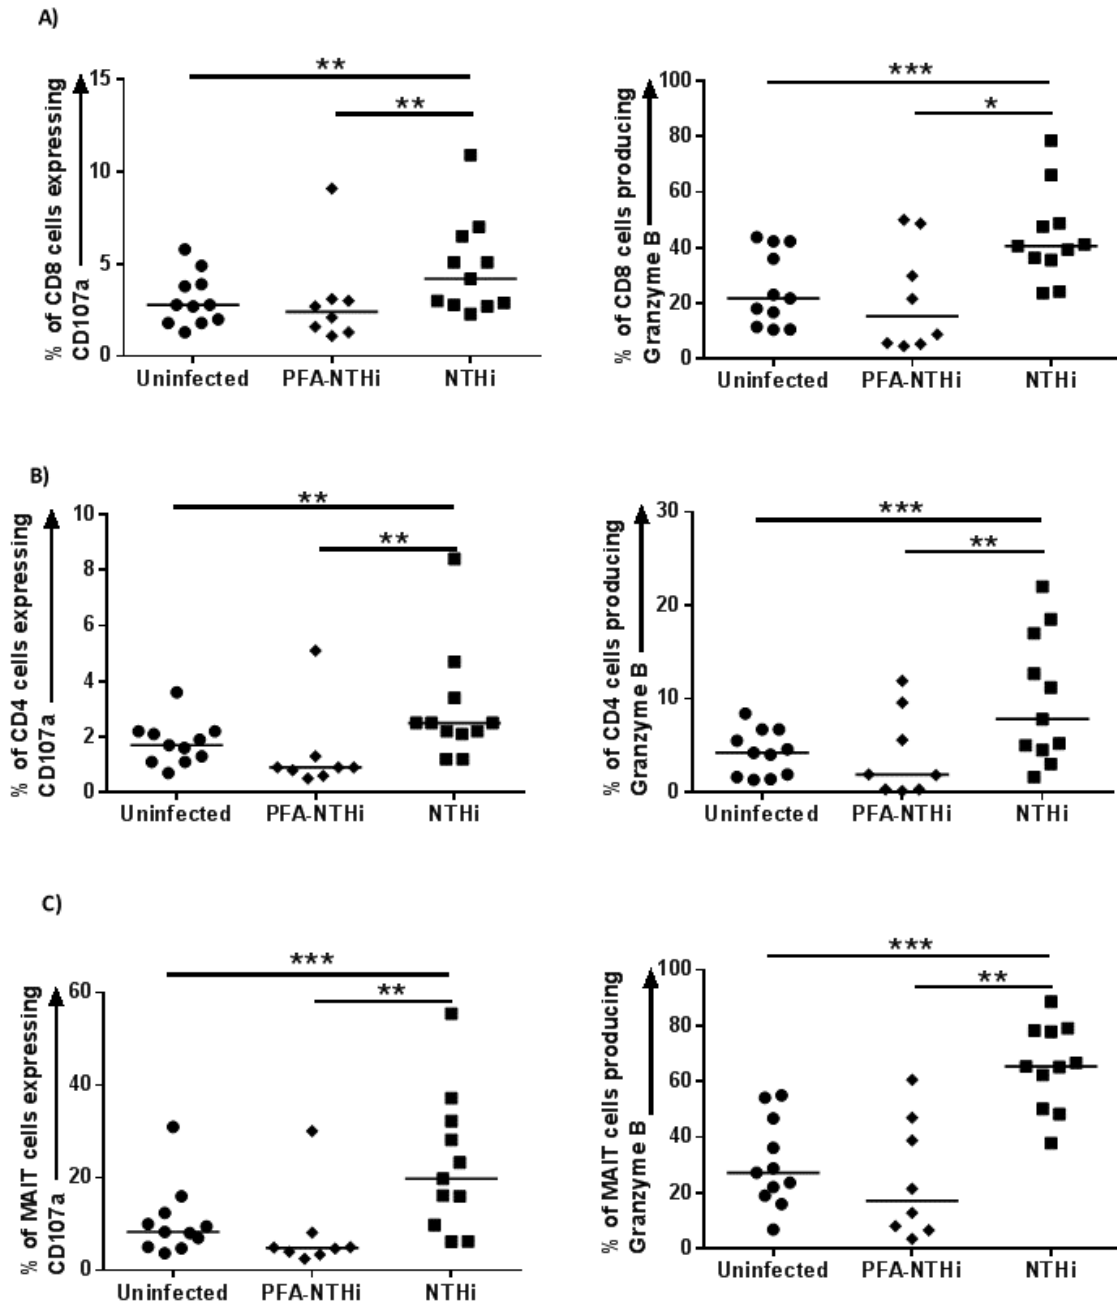 A)
% of CD8 cells expressing
CD107a
15
10
5
0
**
**
Uninfected
PFA-NTHi
NTHi
% of CD8 cells producing
Granzyme B
100
80
60
40
20
0
***
*
Uninfected
PFA-NTHi
NTHi
B)
% of CD4 cells expressing
CD107a
10
8
6
4
2
0
**
**
Uninfected
PFA-NTHi
NTHi
% of CD4 cells producing
Granzyme B
30
20
10
0
***
**
Uninfected
PFA-NTHi
NTHi
C)
% of MAIT cells expressing
CD107a
60
40
20
0
***
**
Uninfected
PFA-NTHi
NTHi
% of MAIT cells producing
Granzyme B
100
80
60
40
20
0
***
**
Uninfected
PFA-NTHi
NTHi